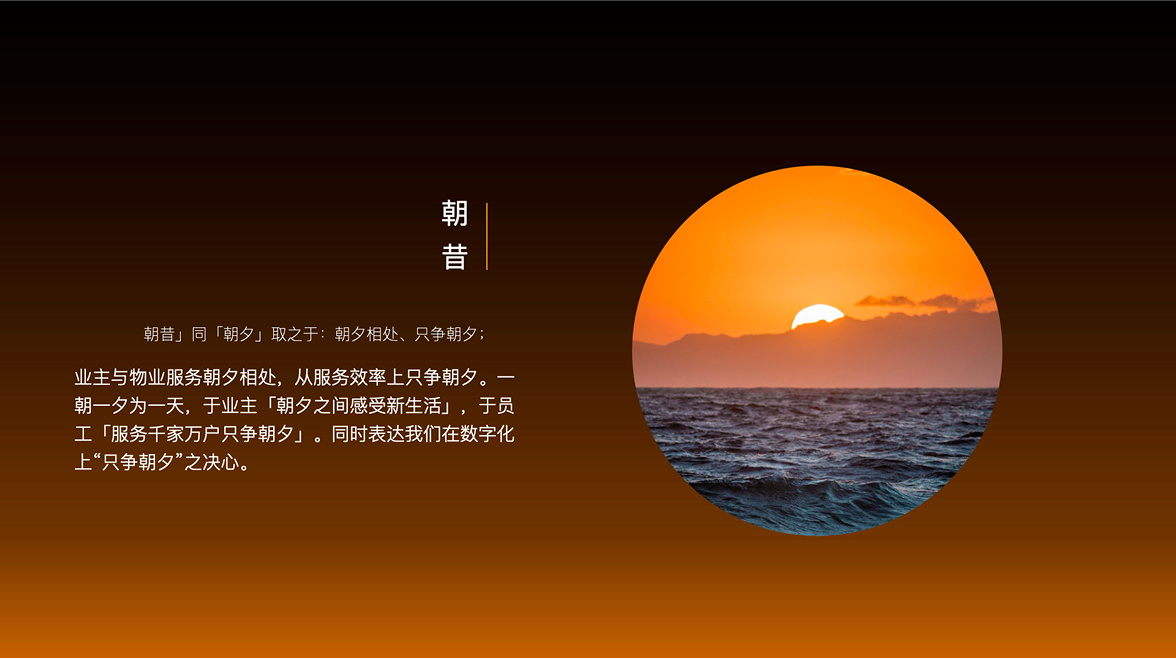 朝
昔
朝昔」同「朝夕」取之于：朝夕相处、只争朝夕；
业主与物业服务朝夕相处，从服务效率上只争朝夕。一
朝一夕为一天，于业主「朝夕之间感受新生活」，于员
工「服务千家万户只争朝夕」。同时表达我们在数字化
上“只争朝夕”之决心。